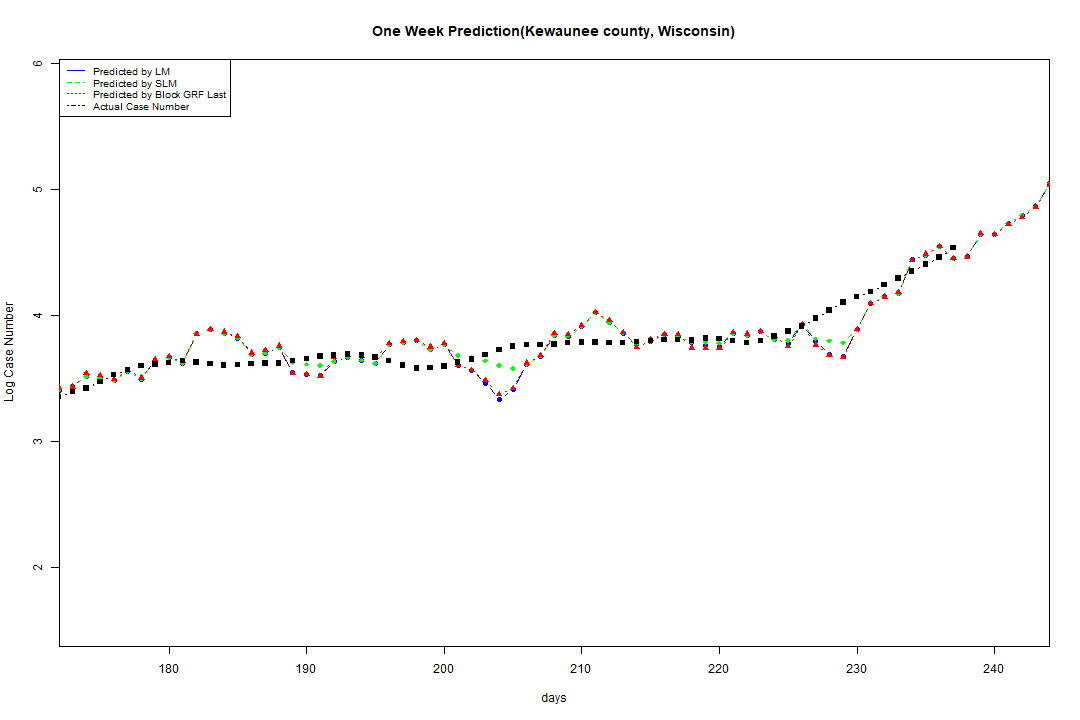 One Week Prediction(Kewaunee county, Wisconsin)
Predicted by LM
Predicted by SLM
Predicted by Block GRF Last
Actual Case Number
6
5
4
3
2
Log Case Number
180 190 200 210 220 230 240
days